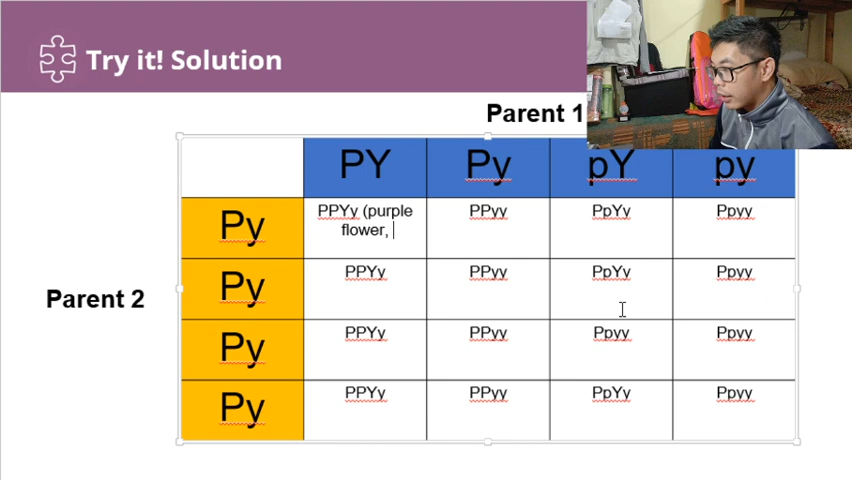 Try it! Solution
Parent 1
PY Py pY py
Py PPYy (purple PPyy PpYy Ppyy
flower,
Py PPYy PPyy PpYy Ppyy
Parent 2
Py PPYy PPyy Ppyy Ppyy
Py PPYy PPyy PpYy Ppyy